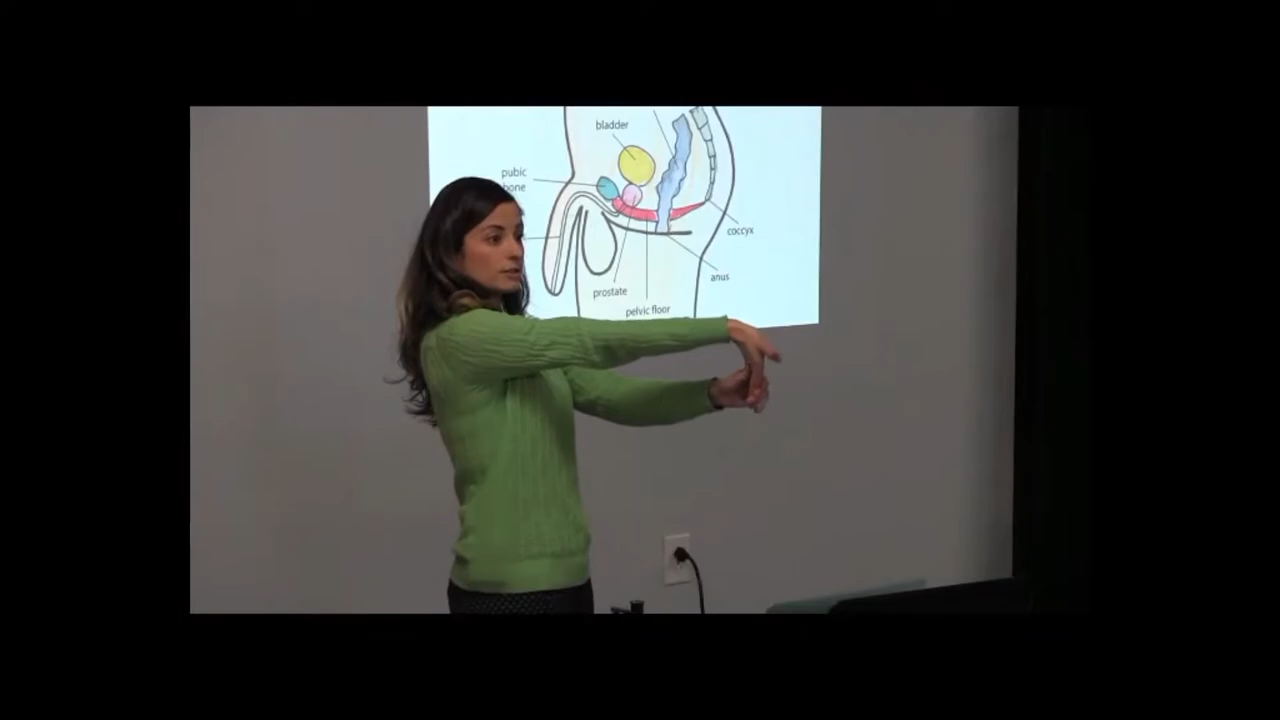 bladder
pubic
bone
coccyx
anus
prostate
pelvic floor